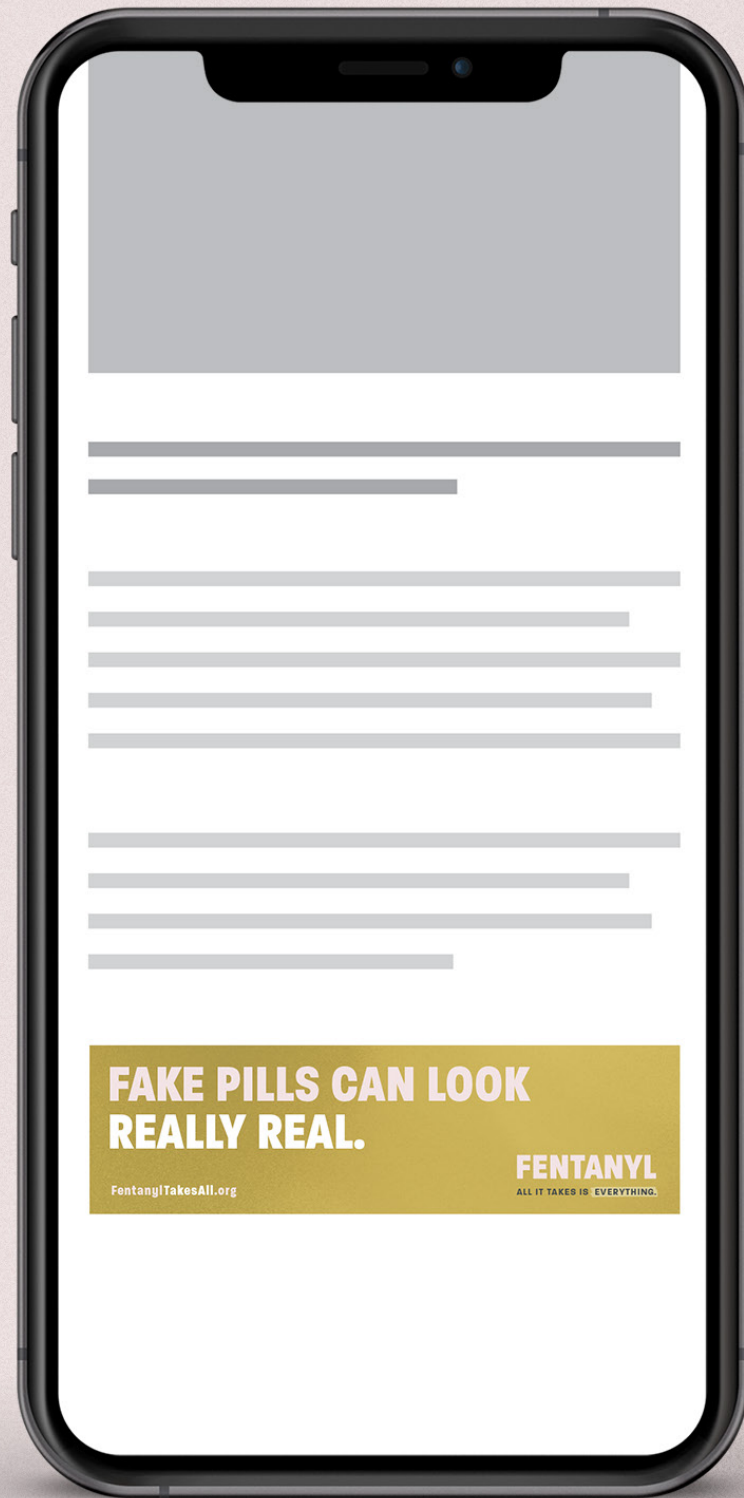 FAKE PILLS CAN LOOK
REALLY REAL.
FentanylTakesAll.org
FENTANYL
ALL IT TAKES IS EVERYTHING.